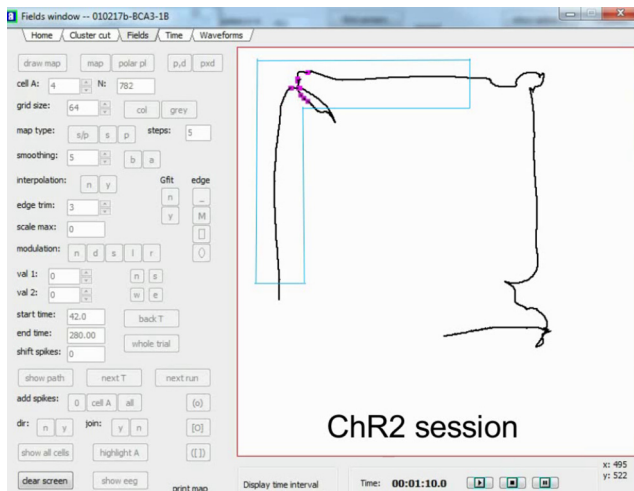 Fields window -- 010217b-BCA3-1B
Home Cluster cut Fields Time Waveforms
draw map map polar pl p,d pxd
cell A: 4 N: 782
grid size: 64 col grey
map type: s/p s p steps: 5
smoothing: 5 b a
interpolation: n y Gfit edge
n _
edge trim: 3 y M
scale max: 0
modulation: n d s l r
val 1: 0 n s
val 2: 0 w e
start time: 42.0 back T
end time: 280.00 whole trial
shift spikes: 0
show path next T next run
add spikes: 0 cell A all (o)
dir: n y join: y n [O]
show all cells highlight A ([ ])
clear screen show eeg print map
ChR2 session
Display time interval Time: 00:01:10.0
x: 495
y: 522